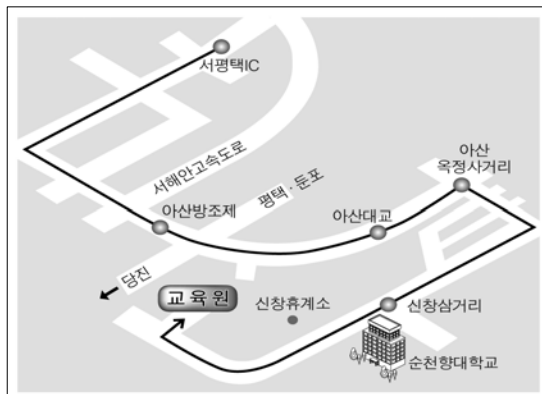 서평택IC
서해안고속도로
평택·둔포
아산
옥정사거리
아산방조제
아산대교
당진
교육원
신창휴게소
신창삼거리
순천향대학교